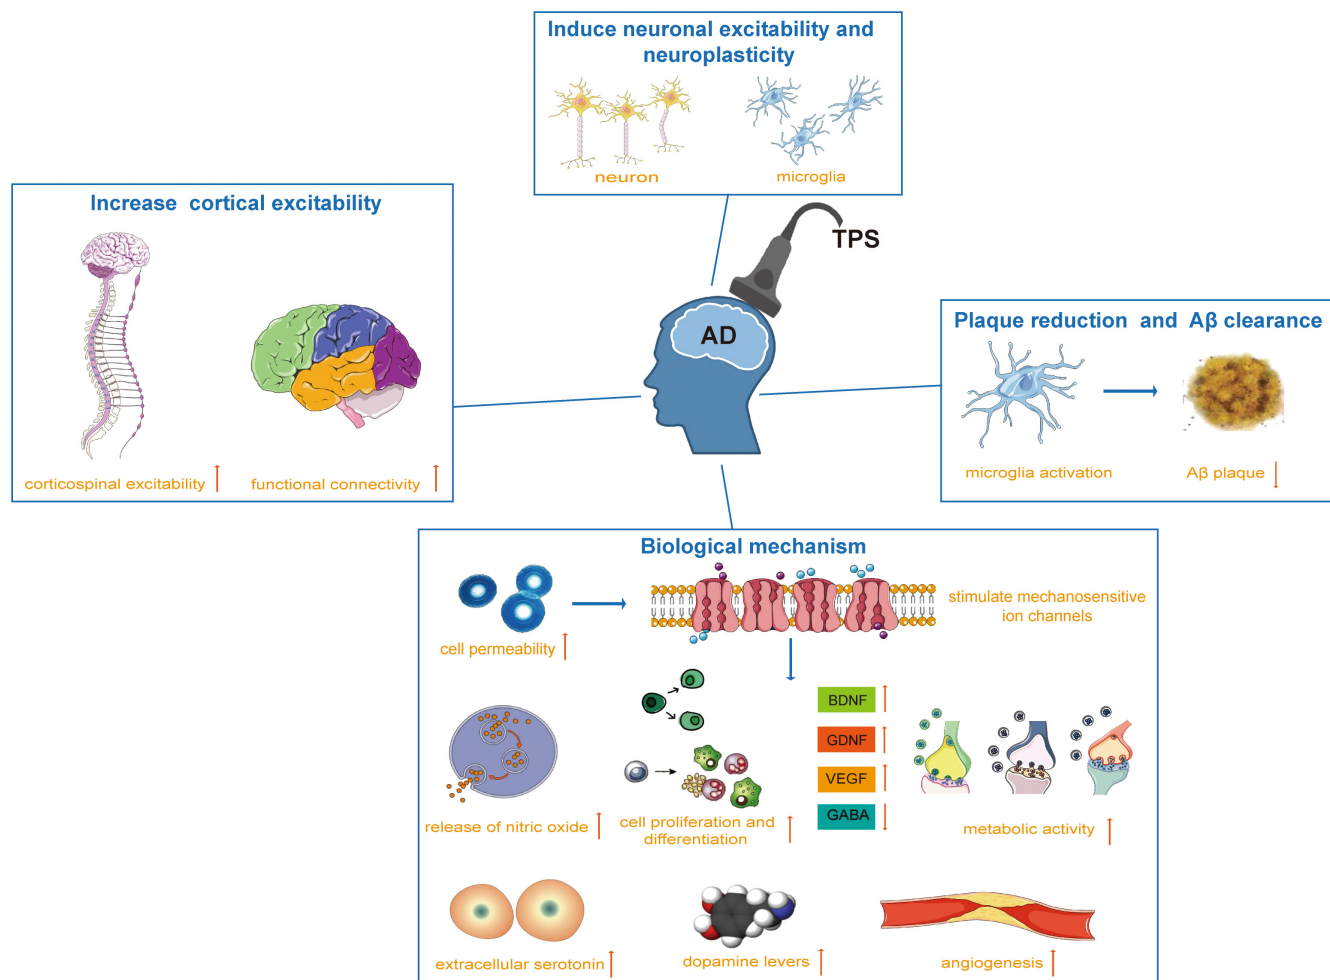 Induce neuronal excitability and
neuroplasticity
neuron
microglia
Increase cortical excitability
corticospinal excitability
functional connectivity
TPS
AD
Plaque reduction and Aβ clearance
microglia activation
Aβ plaque
Biological mechanism
cell permeability
stimulate mechanosensitive
ion channels
release of nitric oxide
cell proliferation and
differentiation
BDNF
GDNF
VEGF
GABA
metabolic activity
extracellular serotonin
dopamine levers
angiogenesis